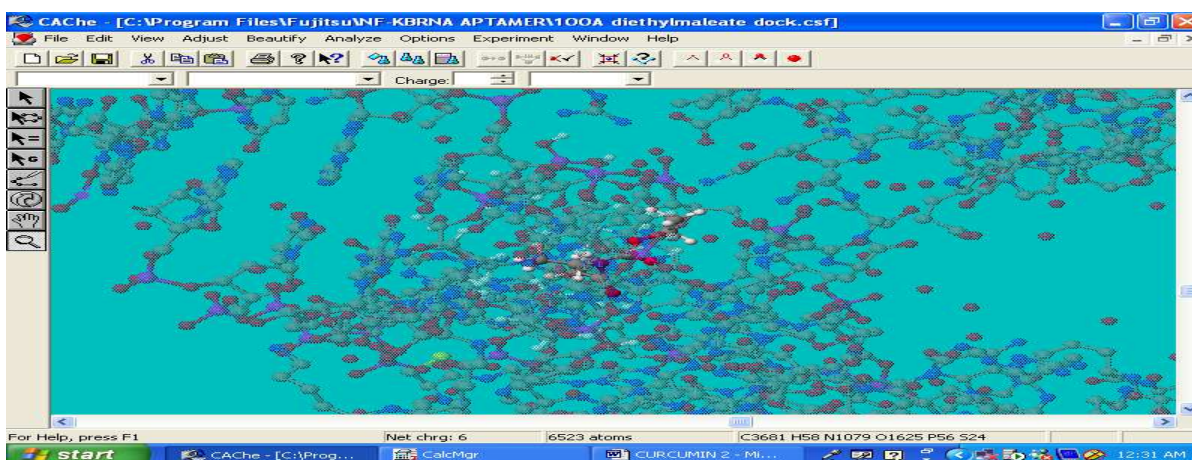 CAChe - [C:\Program Files\Fujitsu\NF-KBRNA APTAMER\1OOA diethylmaleate dock.csf]
File Edit View Adjust Beautify Analyze Options Experiment Window Help
Charge:
For Help, press F1 Net chrg: 6 6523 atoms C3681 H58 N1079 O1625 P56 S24
start CAChe - [C:\Prog... CalcMgr CURCUMIN 2 - Mi... 12:31 AM